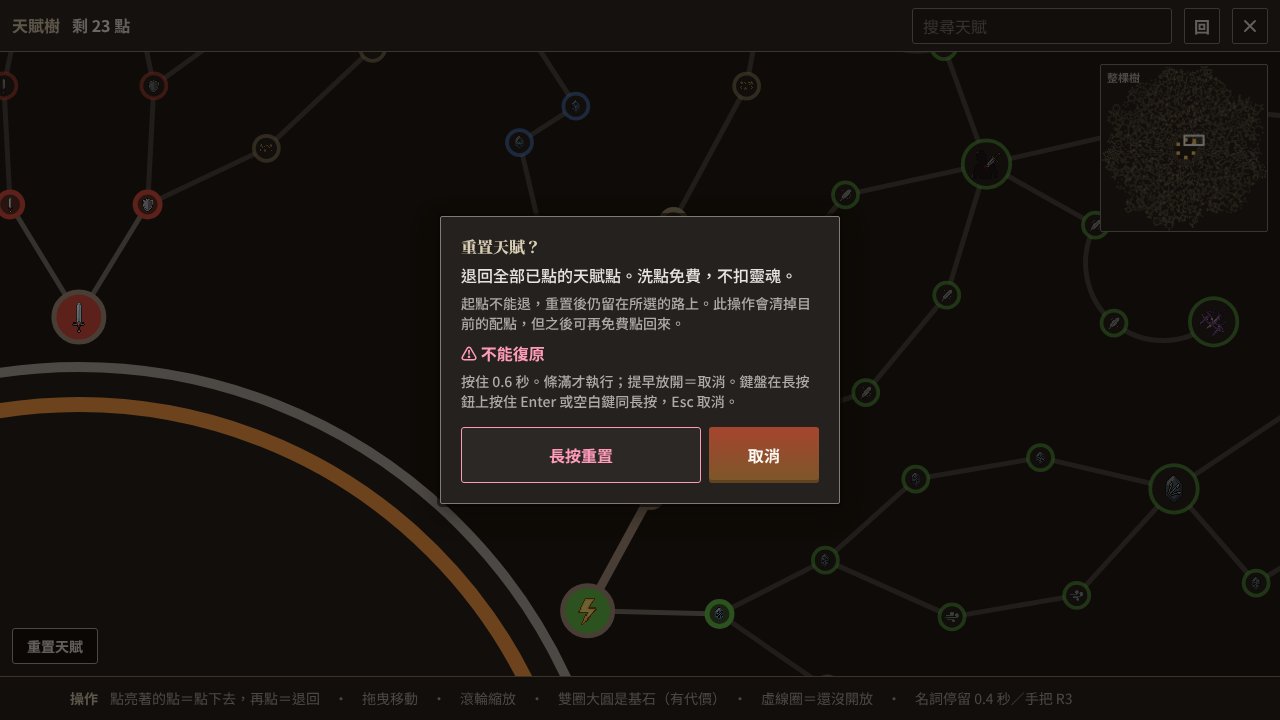 天賦樹 剩 23 點
搜尋天賦
回
整棵樹
重置天賦？
退回全部已點的天賦點。洗點免費，不扣靈魂。
起點不能退，重置後仍留在所選的路上。此操作會清掉目
前的配點，但之後可再免費點回來。
不能復原
按住 0.6 秒。條滿才執行；提早放開＝取消。鍵盤在長按
鈕上按住 Enter 或空白鍵同長按，Esc 取消。
長按重置
取消
重置天賦
操作 點亮著的點＝點下去，再點＝退回 · 拖曳移動 · 滾輪縮放 · 雙圈大圓是基石（有代價） · 虛線圈＝還沒開放 · 名詞停留 0.4 秒／手把 R3